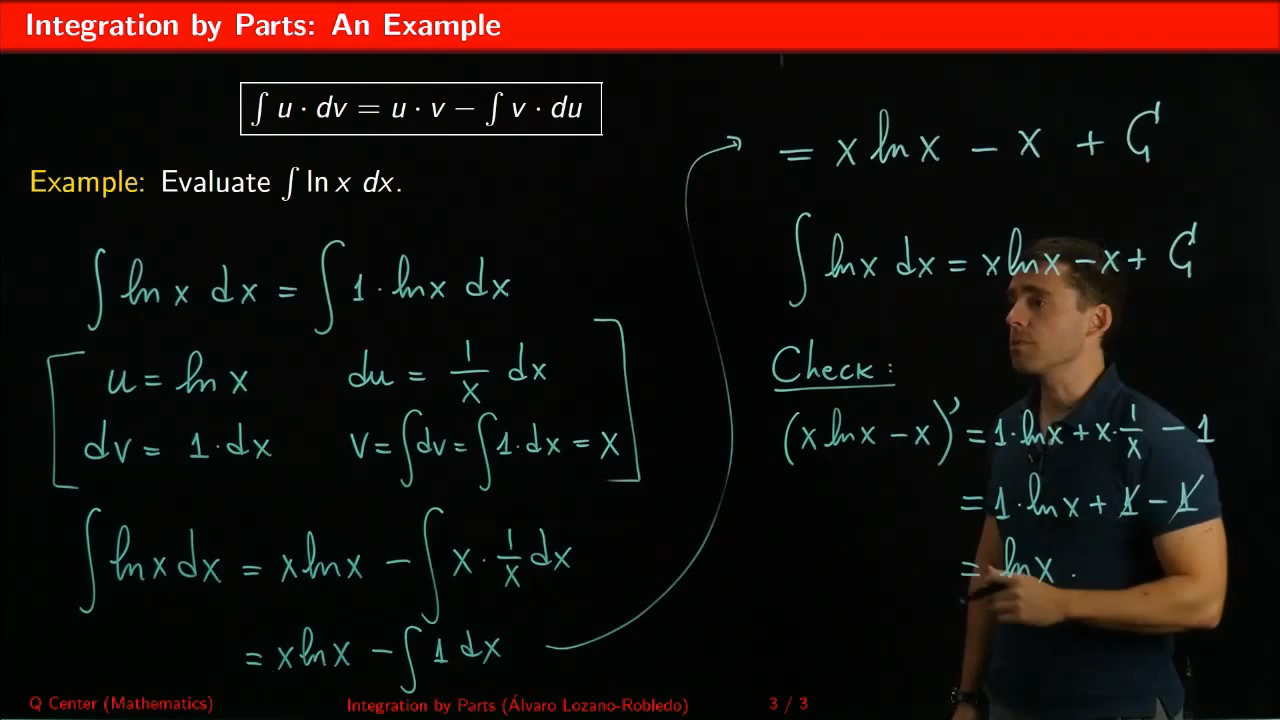 Integration by Parts: An Example
∫ u · dv = u · v − ∫ v · du
Example: Evaluate ∫ ln x dx.
∫ ln x dx = ∫ 1 · ln x dx
u = ln x    du = 1/x dx
dv = 1 · dx    v = ∫ dv = ∫ 1 · dx = x
∫ ln x dx = x ln x − ∫ x · 1/x dx
= x ln x − ∫ 1 dx
= x ln x − x + C
∫ ln x dx = x ln x − x + C
Check:
(x ln x − x)' = 1 · ln x + x · 1/x − 1
= 1 · ln x + 1 − 1
= ln x.
Q Center (Mathematics)    Integration by Parts (Álvaro Lozano-Robledo)    3 / 3